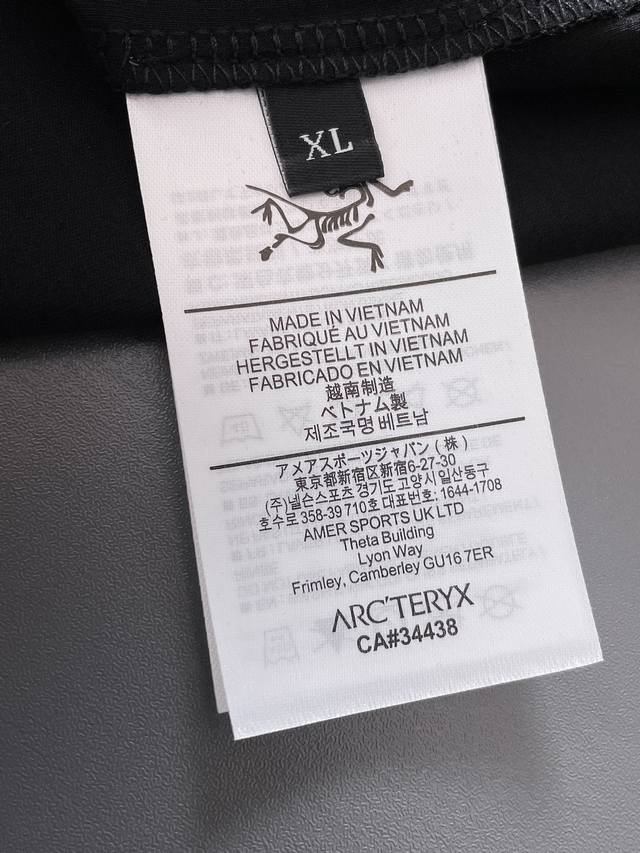 XL
MADE IN VIETNAM
FABRIQUÉ AU VIETNAM
HERGESTELLT IN VIETNAM
FABRICADO EN VIETNAM
越南制造
ベトナム製
제조국명 베트남
アメアスポーツジャパン(株)
東京都新宿区新宿6-27-30
(주)넬슨스포츠 경기도 고양시 일산동구
호수로 358-39 710호 대표번호: 1644-1708
AMER SPORTS UK LTD
Theta Building
Lyon Way
Frimley, Camberley GU16 7ER
ARC'TERYX
CA#34438